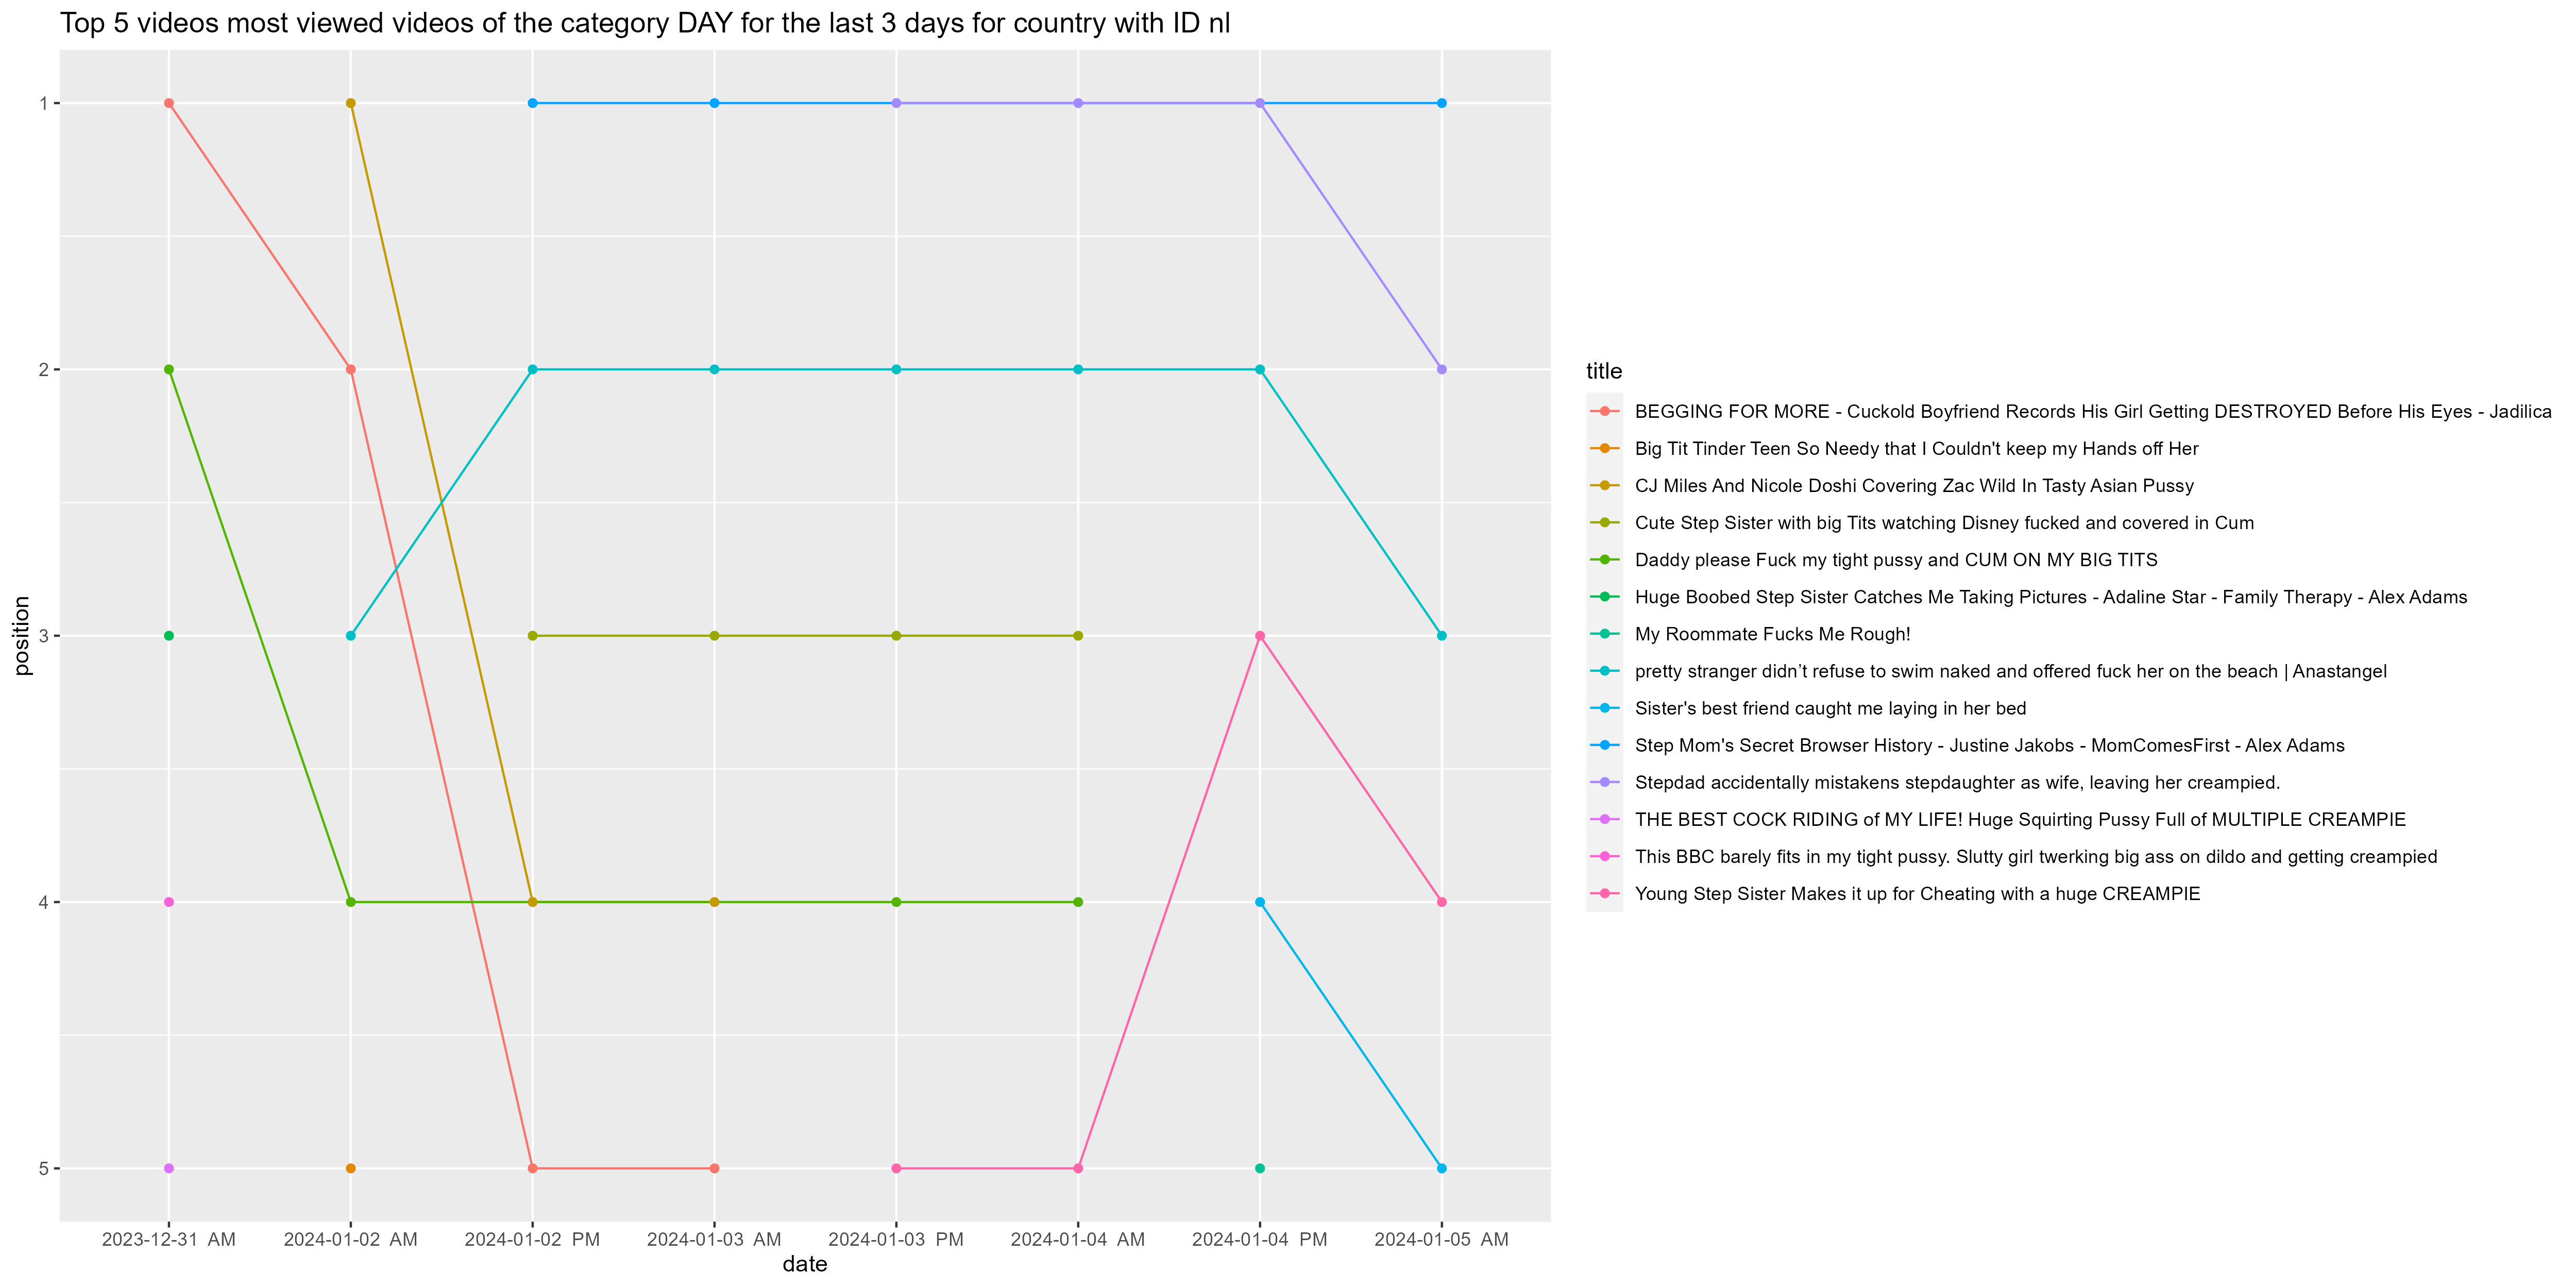 Top 5 videos most viewed videos of the category DAY for the last 3 days for country with ID nl
position
1
2
3
4
5
2023-12-31 AM
2024-01-02 AM
2024-01-02 PM
2024-01-03 AM
2024-01-03 PM
2024-01-04 AM
2024-01-04 PM
2024-01-05 AM
date
title
BEGGING FOR MORE - Cuckold Boyfriend Records His Girl Getting DESTROYED Before His Eyes - Jadilica
Big Tit Tinder Teen So Needy that I Couldn't keep my Hands off Her
CJ Miles And Nicole Doshi Covering Zac Wild In Tasty Asian Pussy
Cute Step Sister with big Tits watching Disney fucked and covered in Cum
Daddy please Fuck my tight pussy and CUM ON MY BIG TITS
Huge Boobed Step Sister Catches Me Taking Pictures - Adaline Star - Family Therapy - Alex Adams
My Roommate Fucks Me Rough!
pretty stranger didn’t refuse to swim naked and offered fuck her on the beach | Anastangel
Sister's best friend caught me laying in her bed
Step Mom's Secret Browser History - Justine Jakobs - MomComesFirst - Alex Adams
Stepdad accidentally mistakens stepdaughter as wife, leaving her creampied.
THE BEST COCK RIDING of MY LIFE! Huge Squirting Pussy Full of MULTIPLE CREAMPIE
This BBC barely fits in my tight pussy. Slutty girl twerking big ass on dildo and getting creampied
Young Step Sister Makes it up for Cheating with a huge CREAMPIE